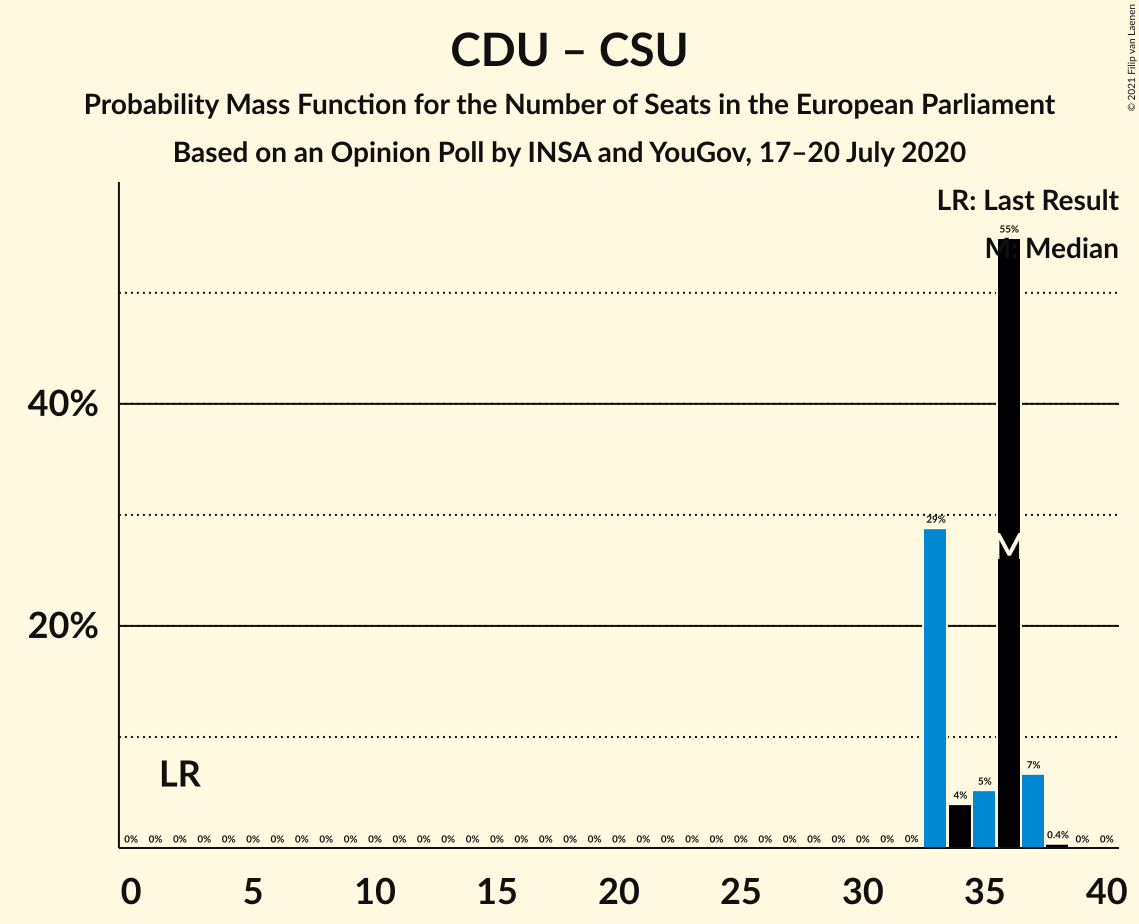 CDU – CSU
Probability Mass Function for the Number of Seats in the European Parliament
Based on an Opinion Poll by INSA and YouGov, 17–20 July 2020
© 2021 Filip van Laenen
LR: Last Result
M: Median
55%
40%
29%
M
20%
LR
7%
5%
4%
0.4%
0% 0% 0% 0% 0% 0% 0% 0% 0% 0% 0% 0% 0% 0% 0% 0% 0% 0% 0% 0% 0% 0% 0% 0% 0% 0% 0% 0% 0% 0% 0% 0% 0% 0% 0%
0 5 10 15 20 25 30 35 40